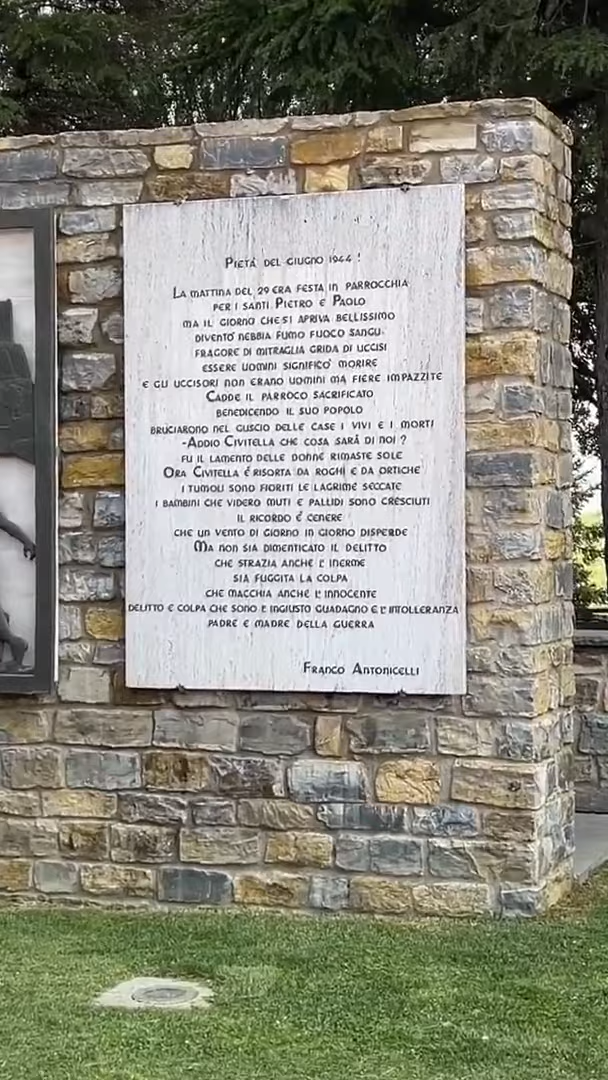 Pietà del giugno 1944!
La mattina del 29 era festa in parrocchia
per i santi Pietro e Paolo
ma il giorno che si apriva bellissimo
diventò nebbia fumo fuoco sangu
fragore di mitraglia grida di uccisi
essere uomini significò morire
e gli uccisori non erano uomini ma fiere impazzite
Cadde il parroco sacrificato
benedicendo il suo popolo
bruciarono nel guscio delle case i vivi e i morti
-Addio Civitella che cosa sarà di noi?
fu il lamento delle donne rimaste sole
Ora Civitella è risorta da roghi e da ortiche
i tumoli sono fioriti le lagrime seccate
i bambini che videro muti e pallidi sono cresciuti
il ricordo è cenere
che un vento di giorno in giorno disperde
Ma non sia dimenticato il delitto
che strazia anche l'inerme
sia fuggita la colpa
che macchia anche l'innocente
delitto e colpa che sono l'ingiusto guadagno e l'intolleranza
padre e madre della guerra
Franco Antonicelli